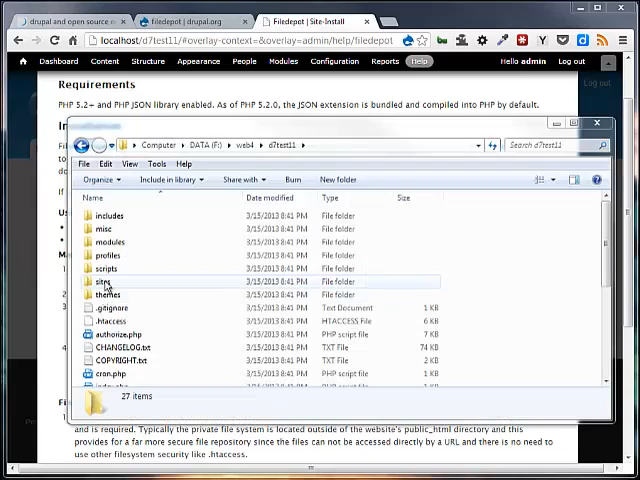 drupal and open source m
filedepot | drupal.org
Filedepot | Site-Install
localhost/d7test11/#overlay-context=&overlay=admin/help/filedepot
Dashboard Content Structure Appearance People Modules Configuration Reports Help Hello admin Log out
Requirements
Log out
PHP 5.2+ and PHP JSON library enabled. As of PHP 5.2.0, the JSON extension is bundled and compiled into PHP by default.
Computer DATA (F:) web4 d7test11 Search d7test11
File Edit View Tools Help
Organize Include in library Share with Burn New folder
Name Date modified Type Size
includes 3/15/2013 8:41 PM File folder
misc 3/15/2013 8:41 PM File folder
modules 3/15/2013 8:41 PM File folder
profiles 3/15/2013 8:41 PM File folder
scripts 3/15/2013 8:41 PM File folder
sites 3/15/2013 8:41 PM File folder
themes 3/15/2013 8:41 PM File folder
.gitignore 3/15/2013 8:41 PM Text Document 1 KB
.htaccess 3/15/2013 8:41 PM HTACCESS File 6 KB
authorize.php 3/15/2013 8:41 PM PHP script file 7 KB
CHANGELOG.txt 3/15/2013 8:41 PM TXT File 74 KB
COPYRIGHT.txt 3/15/2013 8:41 PM TXT File 2 KB
cron.php 3/15/2013 8:41 PM PHP script file 1 KB
27 items
and is required. Typically the private file system is located outside of the website's public_html directory and this
provides for a far more secure file repository since the files can not be accessed directly by a URL and there is no need to
use other filesystem security like .htaccess.